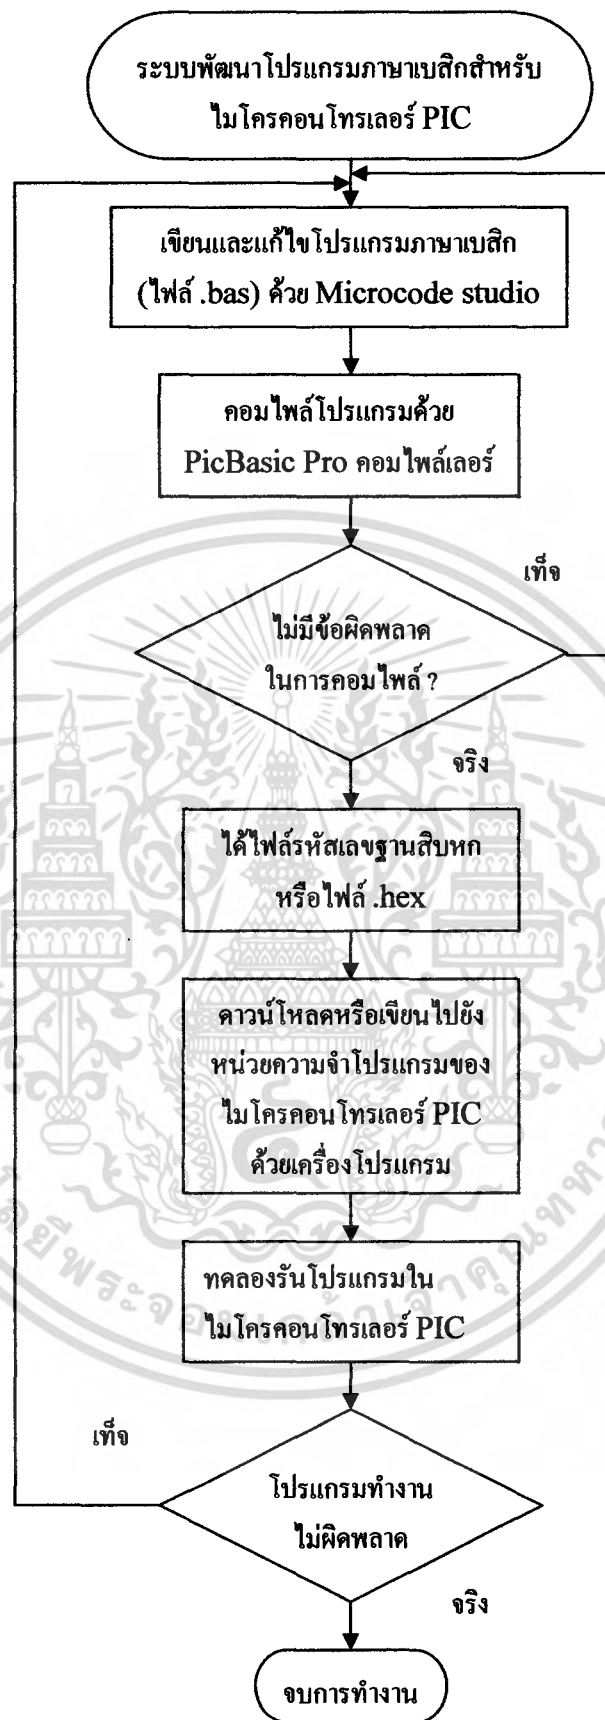 ระบบพัฒนาโปรแกรมภาษาเบสิกสำหรับ
ไมโครคอนโทรเลอร์ PIC
เขียนและแก้ไขโปรแกรมภาษาเบสิก
(ไฟล์ .bas) ด้วย Microcode studio
คอมไพล์โปรแกรมด้วย
PicBasic Pro คอมไพล์เลอร์
เท็จ
ไม่มีข้อผิดพลาด
ในการคอมไพล์ ?
จริง
ได้ไฟล์รหัสเลขฐานสิบหก
หรือไฟล์ .hex
ดาวน์โหลดหรือเขียนไปยัง
หน่วยความจำโปรแกรมของ
ไมโครคอนโทรเลอร์ PIC
ด้วยเครื่องโปรแกรม
ทดลองรันโปรแกรมใน
ไมโครคอนโทรเลอร์ PIC
เท็จ
โปรแกรมทำงาน
ไม่ผิดพลาด
จริง
จบการทำงาน